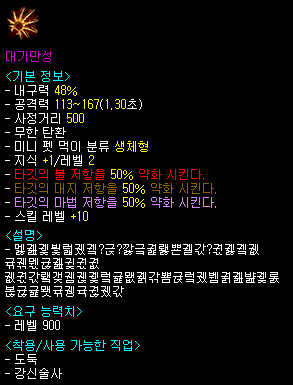 대기만성
<기본 정보>
- 내구력 48%
- 공격력 113~167(1,30초)
- 사정거리 500
- 무한 탄환
- 미니 펫 먹이 분류 생체형
- 지식 +1/레벨 2
- 타깃의 불 저항을 50% 약화 시킨다.
- 타깃의 대지 저항을 50% 약화 시킨다.
- 타깃의 마법 저항을 50% 약화 시킨다.
- 스킬 레벨 +10
<설명>
<요구 능력치>
- 레벨 900
<착용/사용 가능한 직업>
- 도둑
- 강신술사